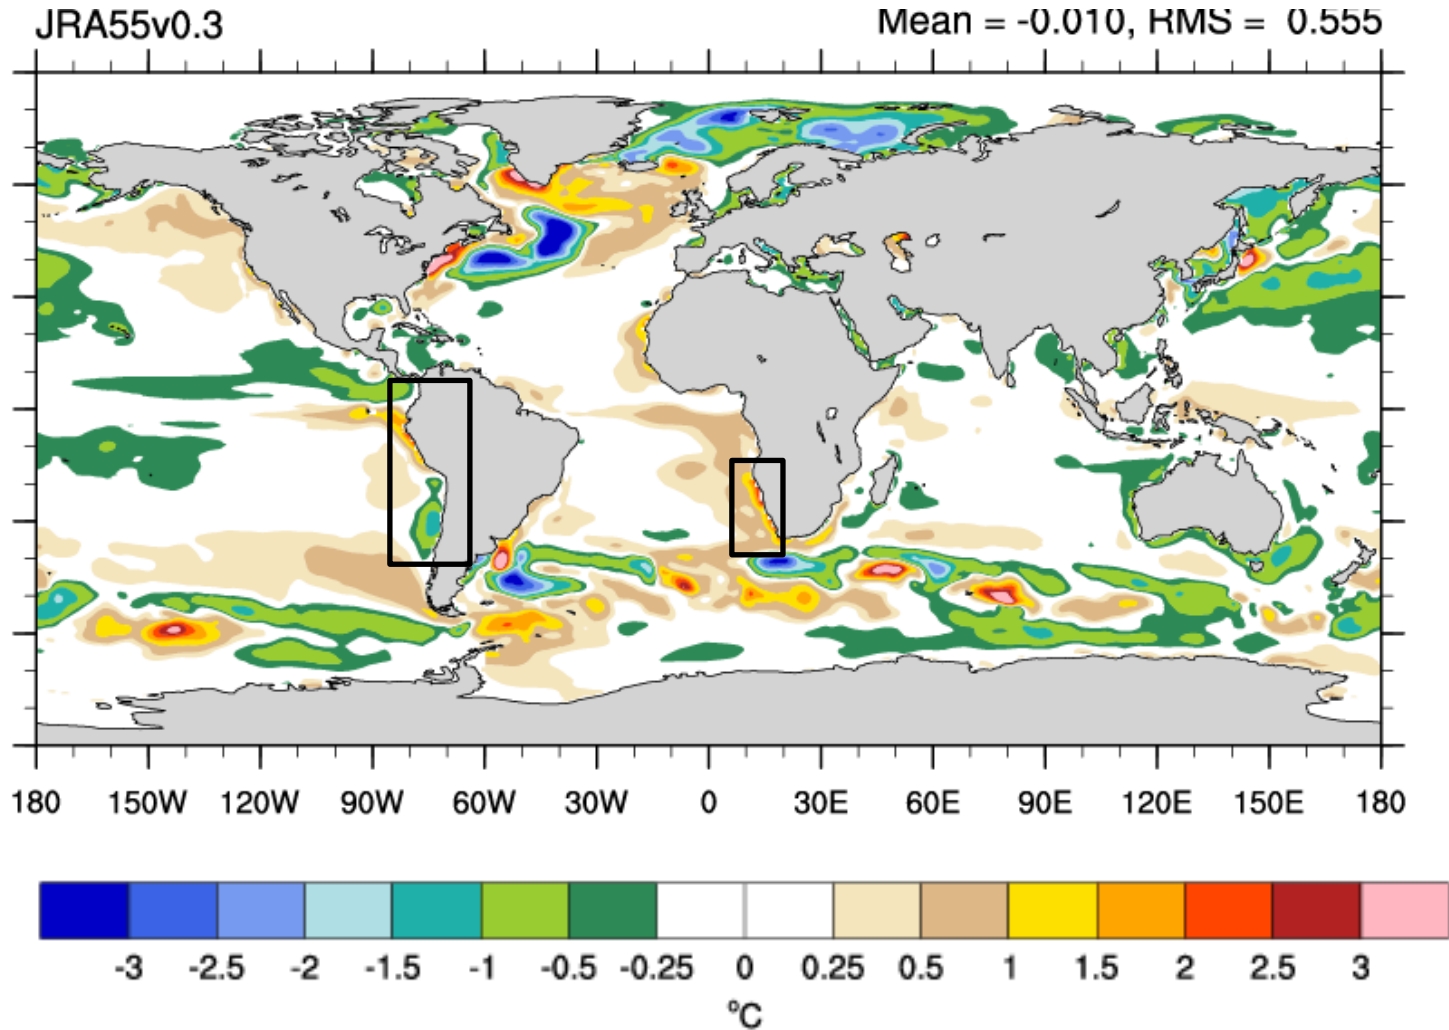 JRA55v0.3 Mean = -0.010, RMS = 0.555
180 150W 120W 90W 60W 30W 0 30E 60E 90E 120E 150E 180
-3 -2.5 -2 -1.5 -1 -0.5 -0.25 0 0.25 0.5 1 1.5 2 2.5 3
°C